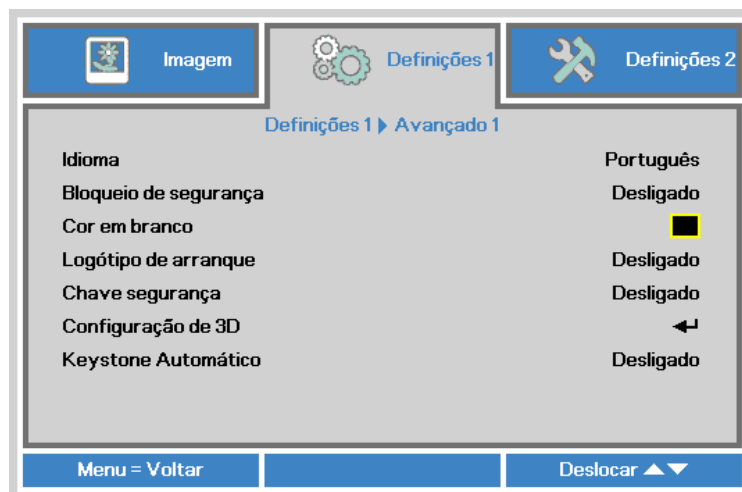 Imagem Definições 1 Definições 2
Definições 1 Avançado 1
Idioma Português
Bloqueio de segurança Desligado
Cor em branco
Logótipo de arranque Desligado
Chave segurança Desligado
Configuração de 3D
Keystone Automático Desligado
Menu = Voltar Deslocar